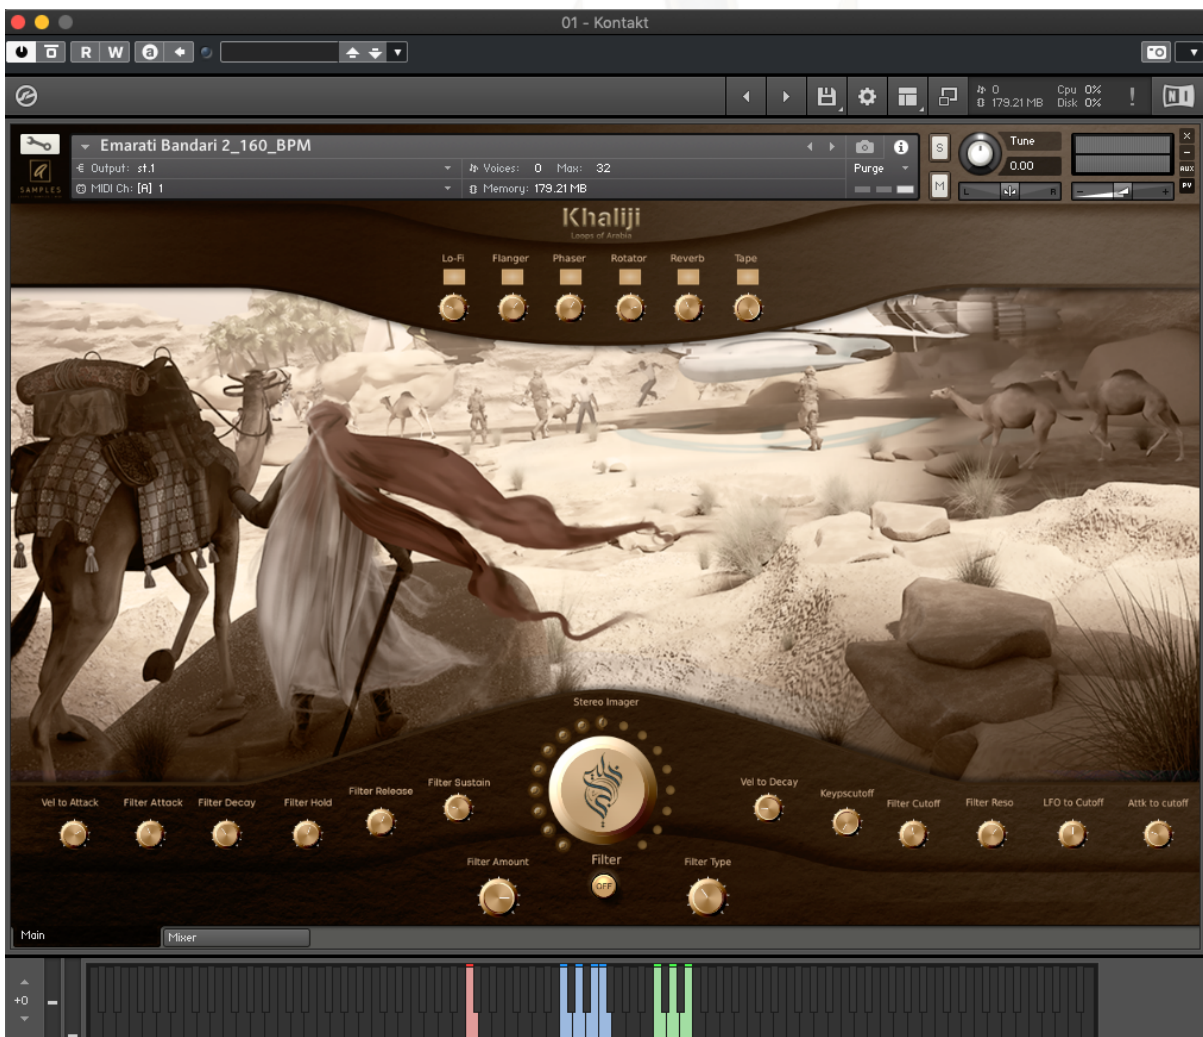 01 - Kontakt
R W a
0 Cpu 0%
179.21 MB Disk 0%
! NI
Emarati Bandari 2_160_BPM
Output: st.1 Voices: 0 Max: 32 Purge
MIDI Ch: [A] 1 Memory: 179.21 MB
a SAMPLES
S Tune
0.00
M L R - +
AUX
PV
Khaliji
Loops of Arabia
Lo-Fi Flanger Phaser Rotator Reverb Tape
Stereo Imager
Vel to Attack Filter Attack Filter Decay Filter Hold Filter Release Filter Sustain
Vel to Decay Keypscutoff Filter Cutoff Filter Reso LFO to Cutoff Attk to cutoff
Filter Amount Filter Filter Type
OFF
Main Mixer
+0